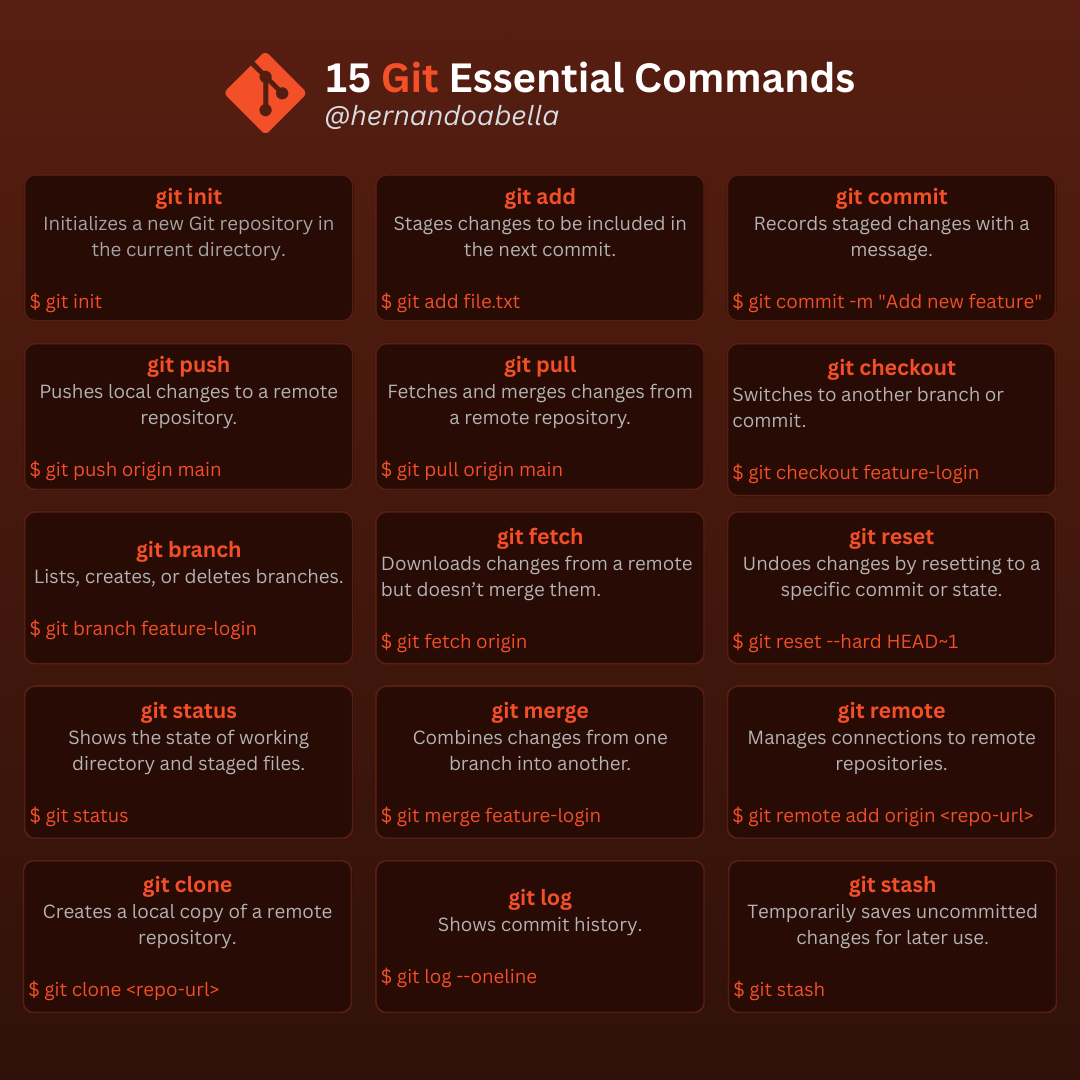 15 Git Essential Commands
@hernandoabella
git init
Initializes a new Git repository in
the current directory.
$ git init
git add
Stages changes to be included in
the next commit.
$ git add file.txt
git commit
Records staged changes with a
message.
$ git commit -m "Add new feature"
git push
Pushes local changes to a remote
repository.
$ git push origin main
git pull
Fetches and merges changes from
a remote repository.
$ git pull origin main
git checkout
Switches to another branch or
commit.
$ git checkout feature-login
git branch
Lists, creates, or deletes branches.
$ git branch feature-login
git fetch
Downloads changes from a remote
but doesn’t merge them.
$ git fetch origin
git reset
Undoes changes by resetting to a
specific commit or state.
$ git reset --hard HEAD~1
git status
Shows the state of working
directory and staged files.
$ git status
git merge
Combines changes from one
branch into another.
$ git merge feature-login
git remote
Manages connections to remote
repositories.
$ git remote add origin <repo-url>
git clone
Creates a local copy of a remote
repository.
$ git clone <repo-url>
git log
Shows commit history.
$ git log --oneline
git stash
Temporarily saves uncommitted
changes for later use.
$ git stash